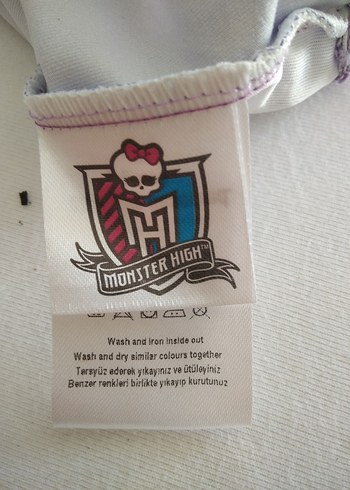 MONSTER HIGH™
Wash and iron inside out
Wash and dry similar colours together
Tersyüz ederek yıkayınız ve ütüleyiniz
Benzer renkleri birlikte yıkayıp kurutunuz